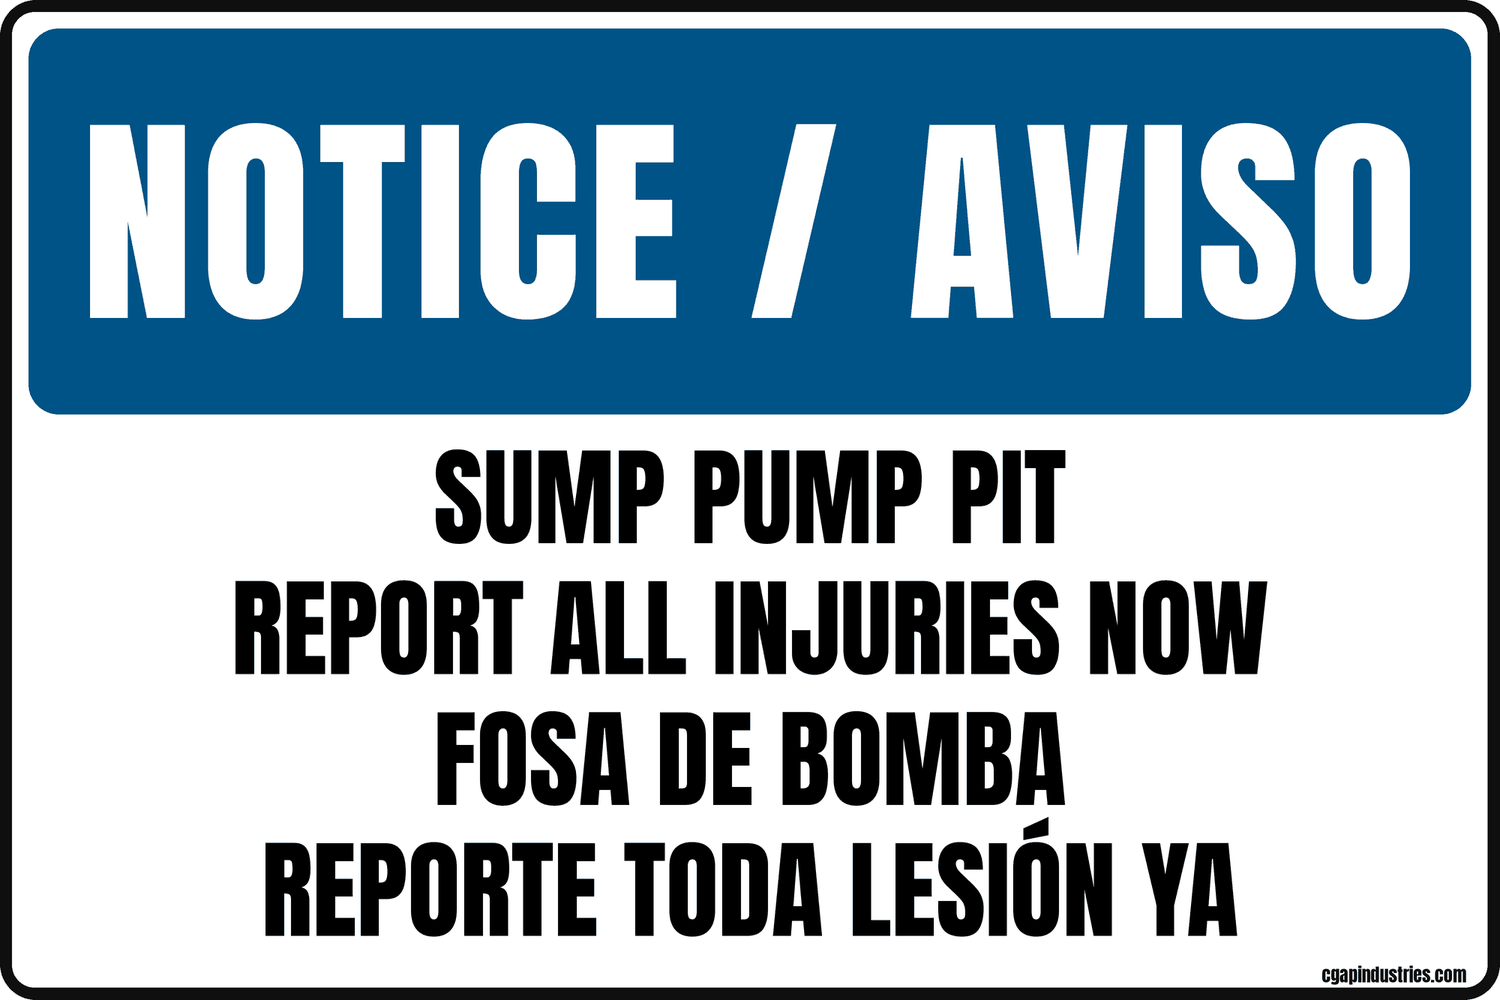 NOTICE / AVISO
SUMP PUMP PIT
REPORT ALL INJURIES NOW
FOSA DE BOMBA
REPORTE TODA LESIÓN YA
cgapindustries.com